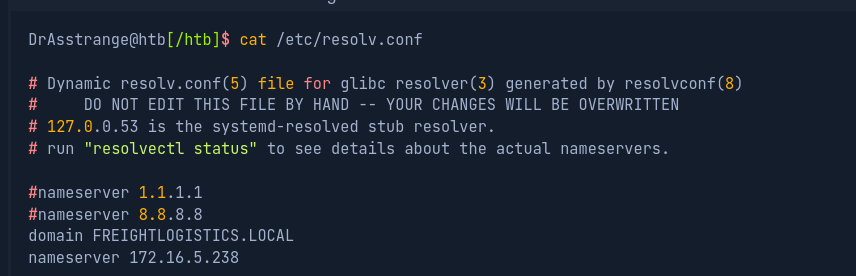 DrAsstrange@htb[/htb]$ cat /etc/resolv.conf
# Dynamic resolv.conf(5) file for glibc resolver(3) generated by resolvconf(8)
#     DO NOT EDIT THIS FILE BY HAND -- YOUR CHANGES WILL BE OVERWRITTEN
# 127.0.0.53 is the systemd-resolved stub resolver.
# run "resolvectl status" to see details about the actual nameservers.
#nameserver 1.1.1.1
#nameserver 8.8.8.8
domain FREIGHTLOGISTICS.LOCAL
nameserver 172.16.5.238